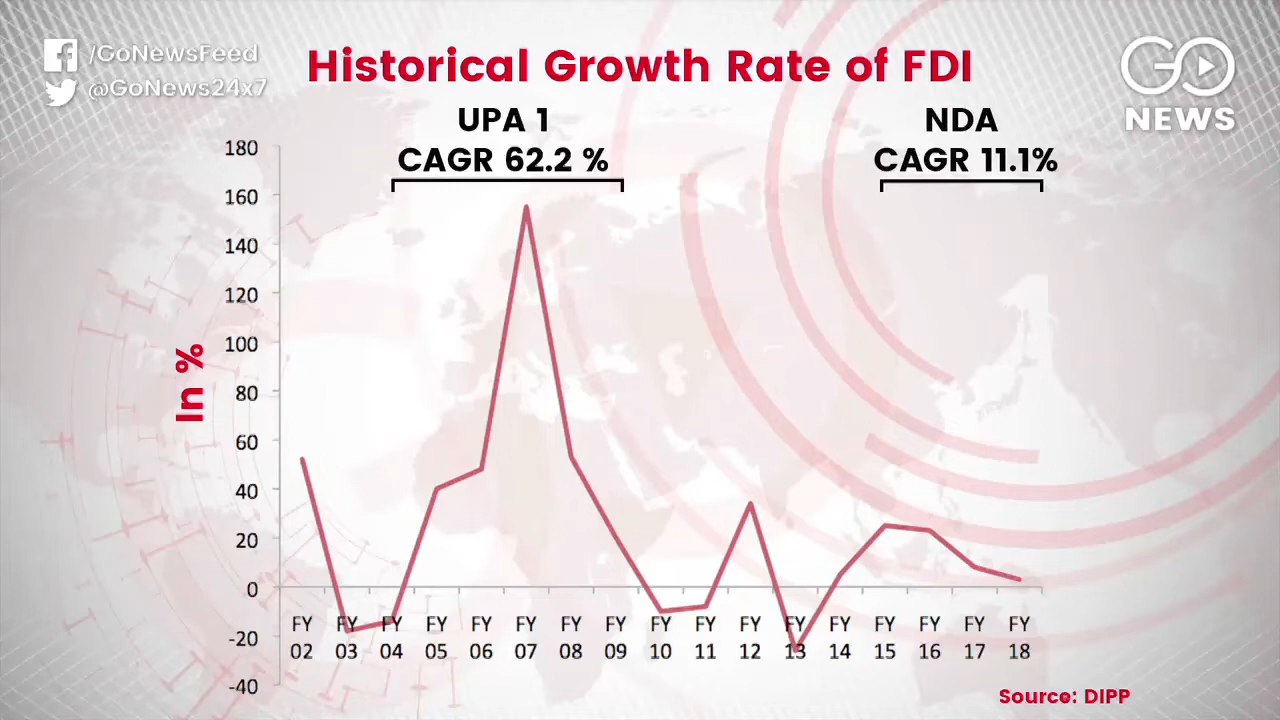 /GoNewsFeed
@GoNews24x7
Historical Growth Rate of FDI
GO
NEWS
UPA 1
CAGR 62.2 %
NDA
CAGR 11.1%
In %
180
160
140
120
100
80
60
40
20
0
-20
-40
FY FY FY FY FY FY FY FY FY FY FY FY FY FY FY FY FY
02 03 04 05 06 07 08 09 10 11 12 13 14 15 16 17 18
Source: DIPP